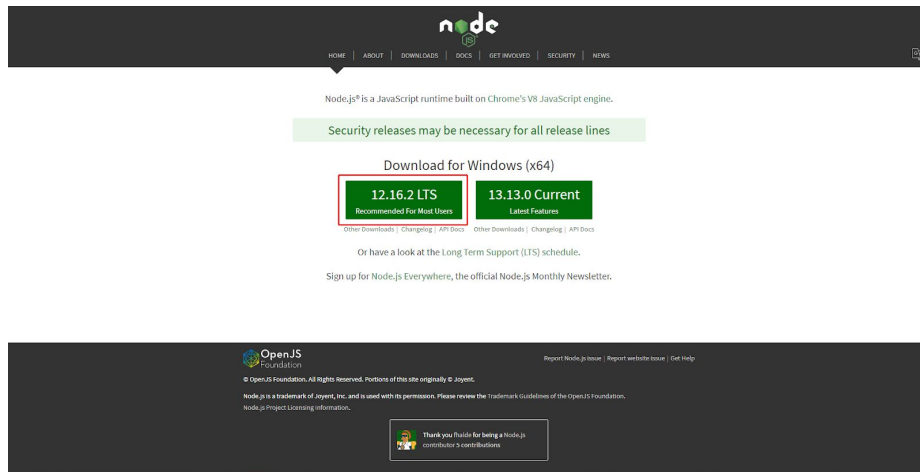 node
JS
HOME | ABOUT | DOWNLOADS | DOCS | GET INVOLVED | SECURITY | NEWS
Node.js® is a JavaScript runtime built on Chrome's V8 JavaScript engine.
Security releases may be necessary for all release lines
Download for Windows (x64)
12.16.2 LTS
Recommended For Most Users
13.13.0 Current
Latest Features
Other Downloads | Changelog | API Docs
Other Downloads | Changelog | API Docs
Or have a look at the Long Term Support (LTS) schedule.
Sign up for Node.js Everywhere, the official Node.js Monthly Newsletter.
OpenJS
Foundation
Report Node.js issue | Report website issue | Get Help
© OpenJS Foundation. All Rights Reserved. Portions of this site originally © Joyent.
Node.js is a trademark of Joyent, Inc. and is used with its permission. Please review the Trademark Guidelines of the OpenJS Foundation.
Node.js Project Licensing Information.
Thank you fhalde for being a Node.js
contributor 5 contributions